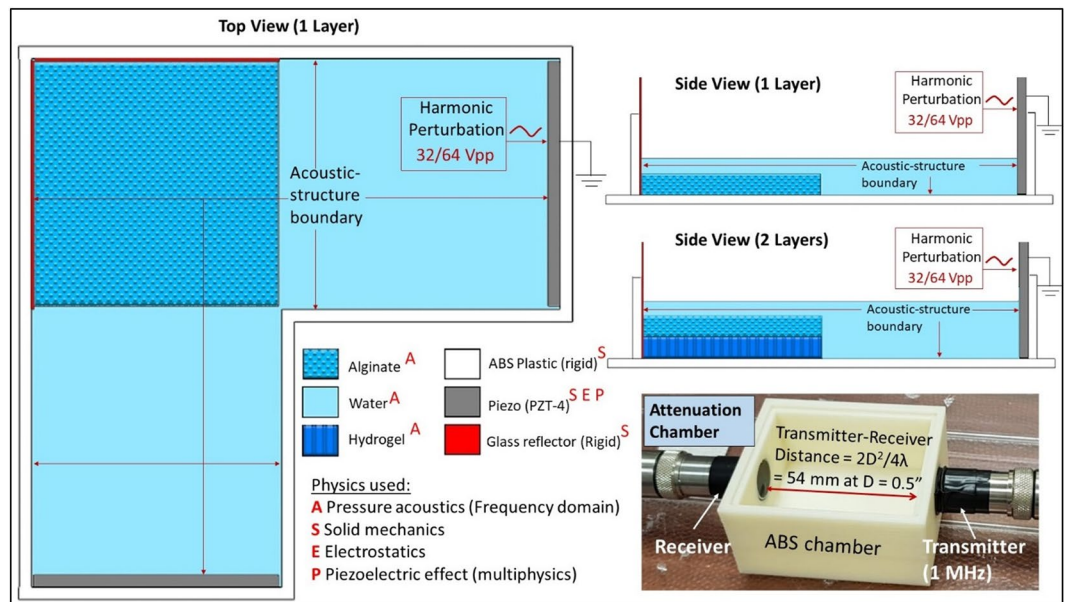 Top View (1 Layer)
Harmonic
Perturbation
32/64 Vpp
Acoustic-
structure
boundary
Side View (1 Layer)
Harmonic
Perturbation
32/64 Vpp
Acoustic-structure
boundary
Side View (2 Layers)
Harmonic
Perturbation
32/64 Vpp
Acoustic-structure
boundary
Alginate A
ABS Plastic (rigid) S
Water A
Piezo (PZT-4) S E P
Hydrogel A
Glass reflector (Rigid) S
Physics used:
A Pressure acoustics (Frequency domain)
S Solid mechanics
E Electrostatics
P Piezoelectric effect (multiphysics)
Attenuation
Chamber
Transmitter-Receiver
Distance = 2D²/4λ
= 54 mm at D = 0.5”
Receiver
ABS chamber
Transmitter
(1 MHz)